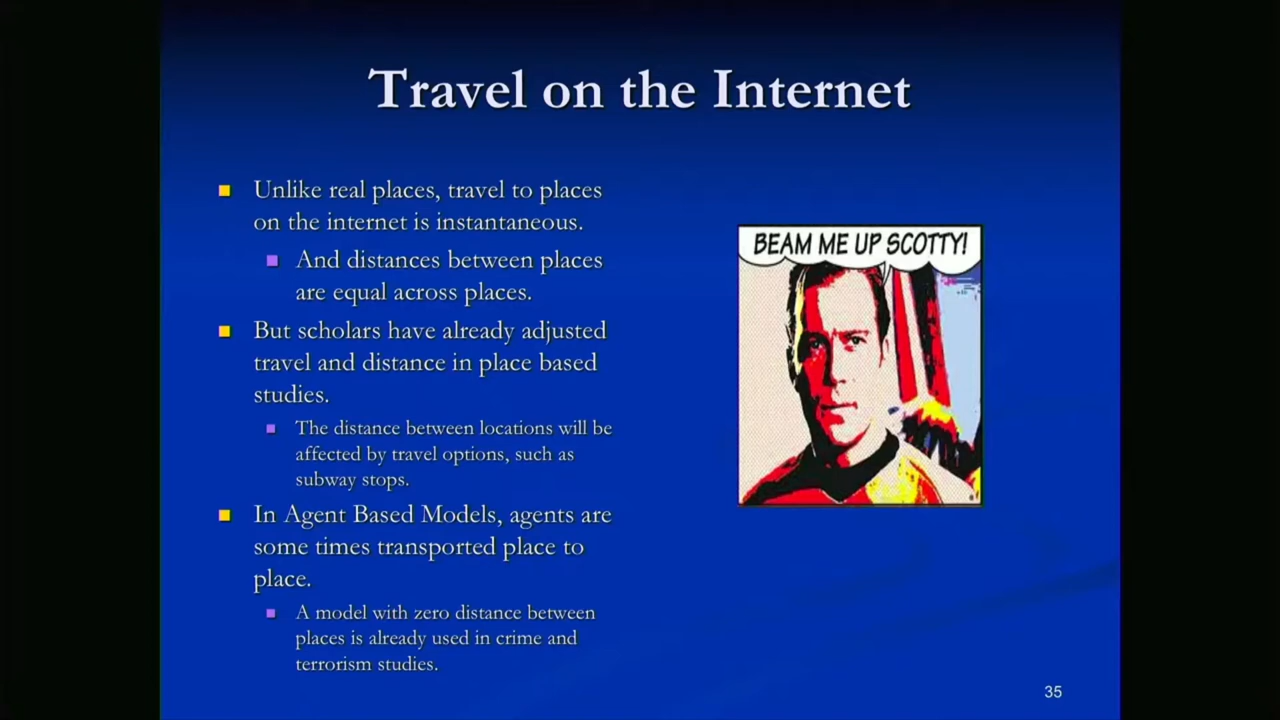 Travel on the Internet
Unlike real places, travel to places
on the internet is instantaneous.
And distances between places
are equal across places.
But scholars have already adjusted
travel and distance in place based
studies.
The distance between locations will be
affected by travel options, such as
subway stops.
In Agent Based Models, agents are
some times transported place to
place.
A model with zero distance between
places is already used in crime and
terrorism studies.
BEAM ME UP SCOTTY!
35